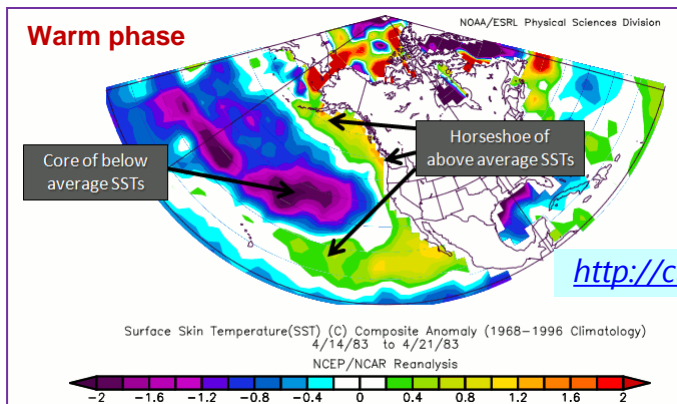 NOAA/ESRL Physical Sciences Division
Warm phase
Core of below
average SSTs
Horseshoe of
above average SSTs
http://c
Surface Skin Temperature(SST) (C) Composite Anomaly (1968-1996 Climatology)
4/14/83 to 4/21/83
NCEP/NCAR Reanalysis
-2 -1.6 -1.2 -0.8 -0.4 0 0.4 0.8 1.2 1.6 2